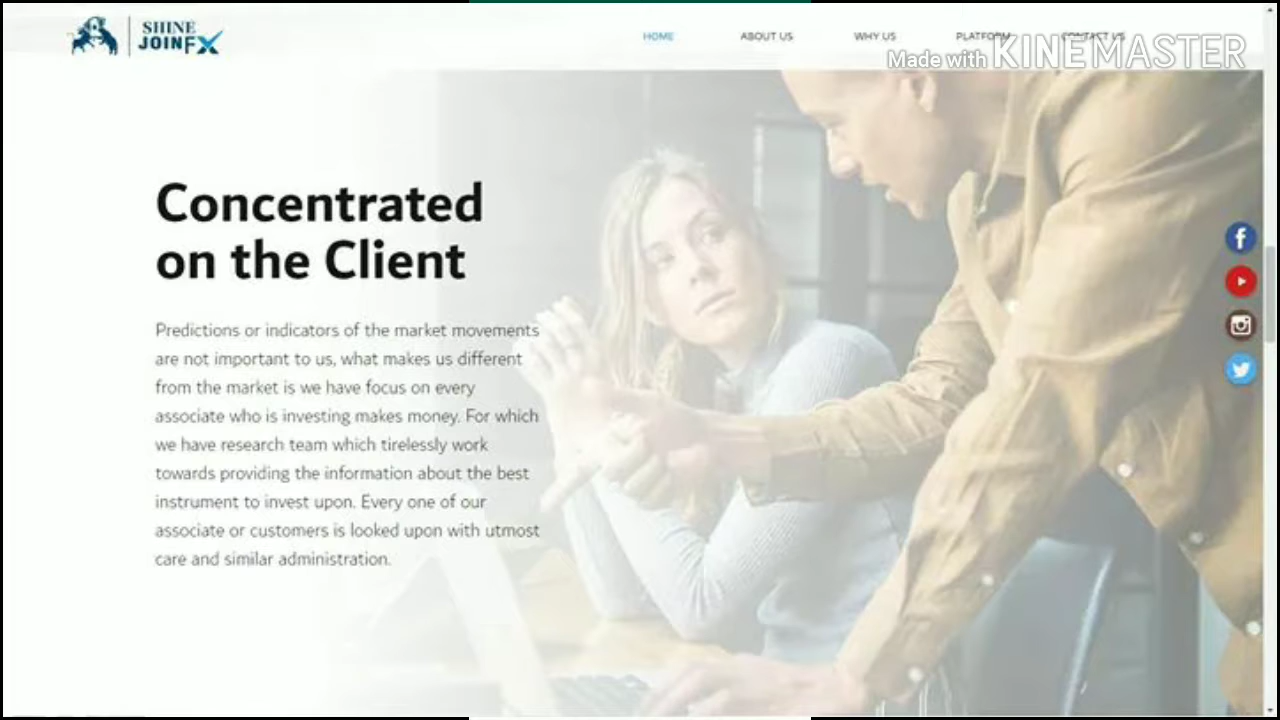 SHINE
JOINFX
HOME ABOUT US WHY US PLATFORM CONTACT US
Made with KINEMASTER
Concentrated
on the Client
Predictions or indicators of the market movements
are not important to us, what makes us different
from the market is we have focus on every
associate who is investing makes money. For which
we have research team which tirelessly work
towards providing the information about the best
instrument to invest upon. Every one of our
associate or customers is looked upon with utmost
care and similar administration.